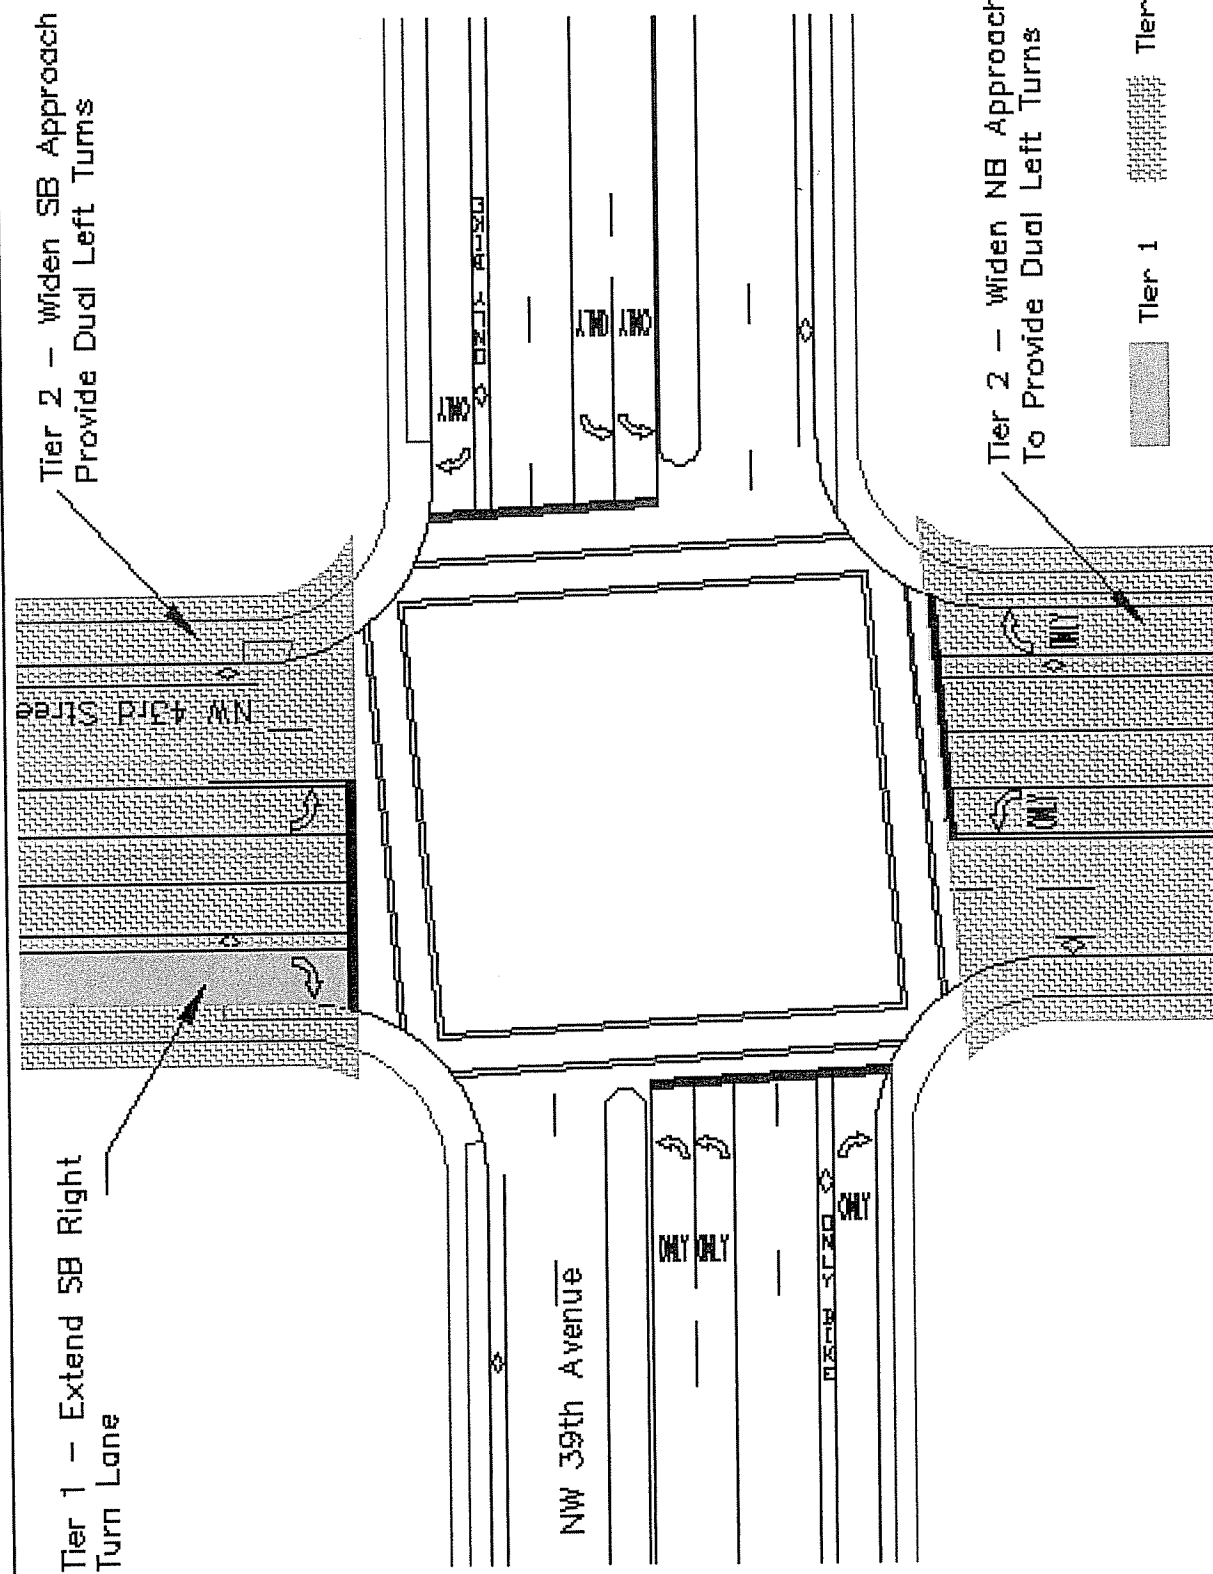 Tier 1 - Extend SB Right
Turn Lane
Tier 2 - Widen SB Approach
Provide Dual Left Turns
NW 43rd Stree
ONLY
BIKE ONLY
ONLY
ONLY
NW 39th Avenue
ONLY
ONLY
ONLY BIKE
ONLY
ONLY
ONLY
Tier 2 - Widen NB Approach
To Provide Dual Left Turns
Tier 1
Tier